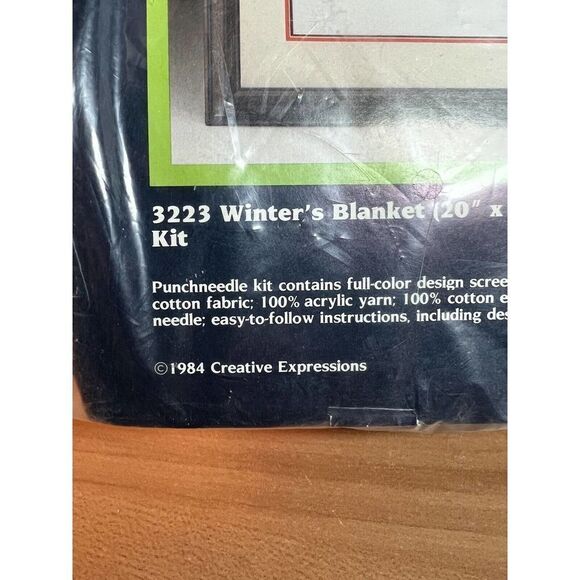 3223 Winter's Blanket (20" x
Kit
Punchneedle kit contains full-color design scree
cotton fabric; 100% acrylic yarn; 100% cotton e
needle; easy-to-follow instructions, including des
©1984 Creative Expressions